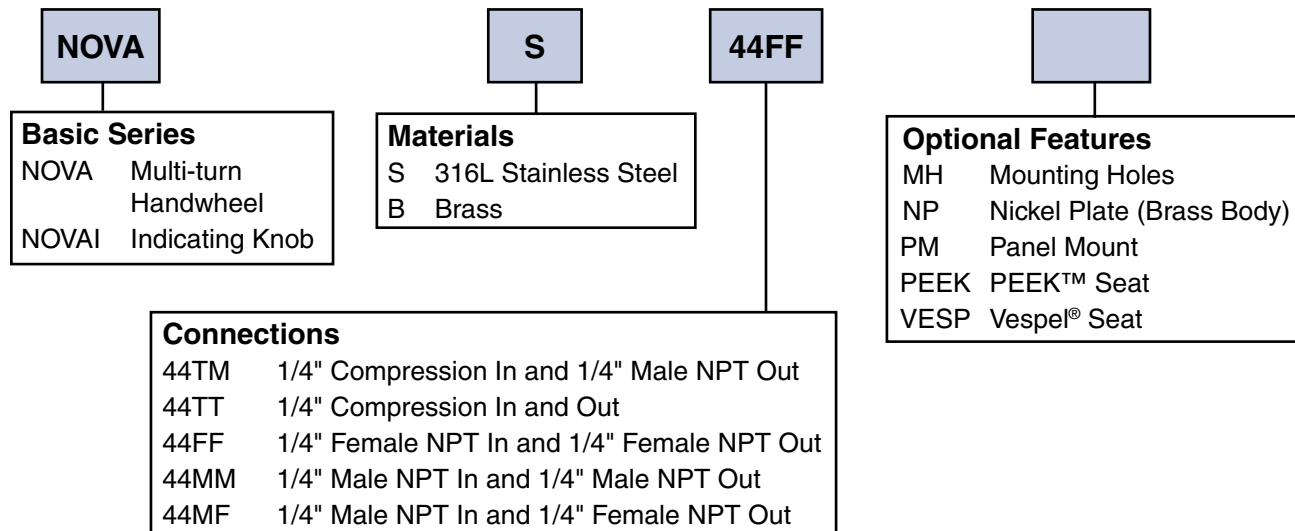 NOVA S 44FF
Basic Series
NOVA Multi-turn
Handwheel
NOVAI Indicating Knob
Materials
S 316L Stainless Steel
B Brass
Optional Features
MH Mounting Holes
NP Nickel Plate (Brass Body)
PM Panel Mount
PEEK PEEK™ Seat
VESP Vespel® Seat
Connections
44TM 1/4" Compression In and 1/4" Male NPT Out
44TT 1/4" Compression In and Out
44FF 1/4" Female NPT In and 1/4" Female NPT Out
44MM 1/4" Male NPT In and 1/4" Male NPT Out
44MF 1/4" Male NPT In and 1/4" Female NPT Out